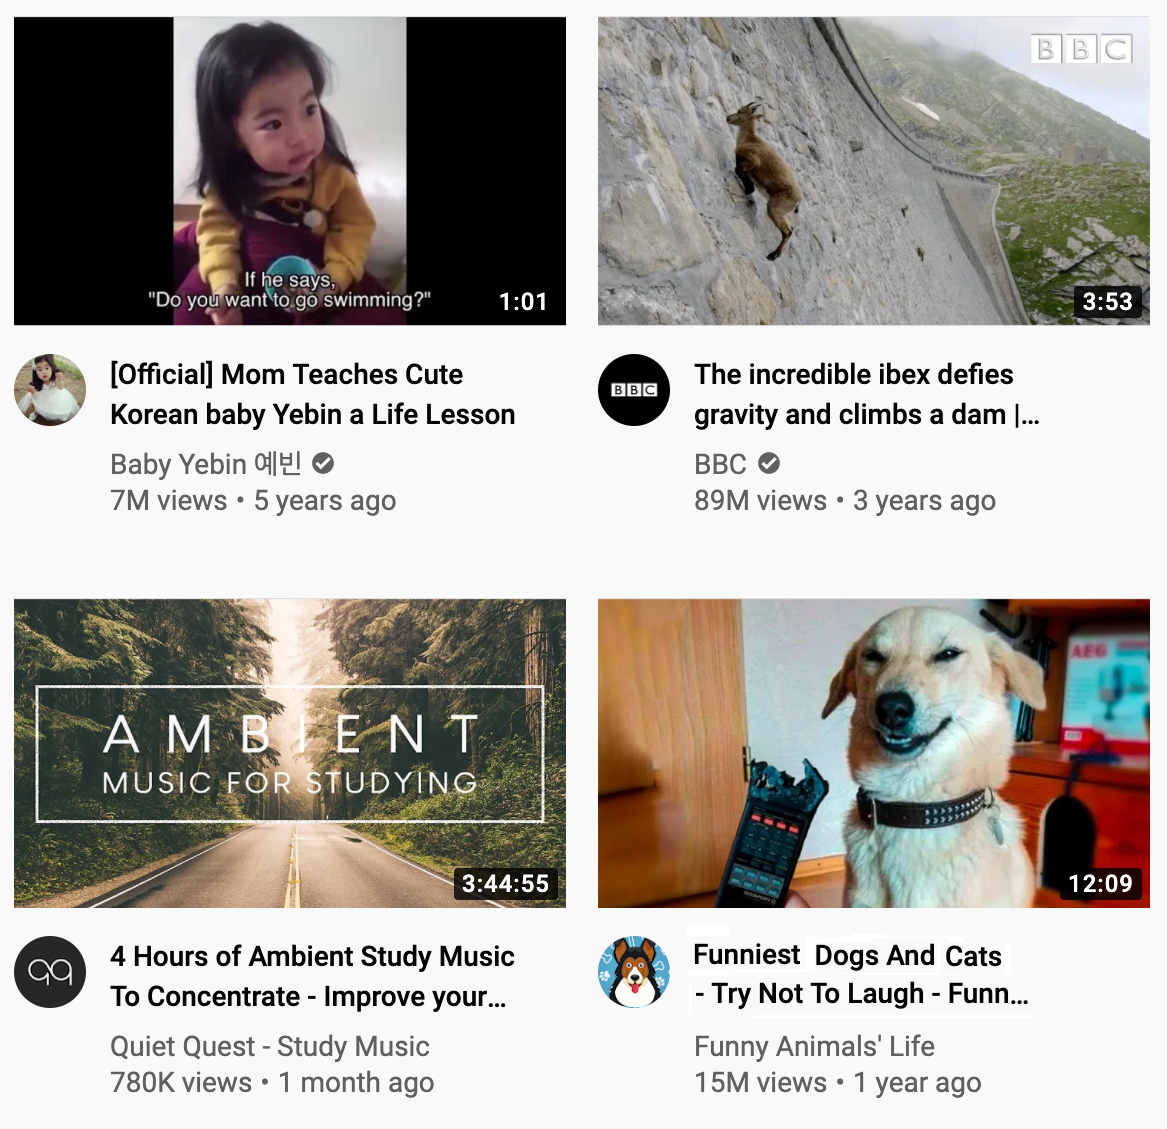 If he says,
"Do you want to go swimming?"
1:01
[Official] Mom Teaches Cute
Korean baby Yebin a Life Lesson
Baby Yebin 예빈
7M views • 5 years ago
BBC
3:53
BBC
The incredible ibex defies
gravity and climbs a dam |...
BBC
89M views • 3 years ago
AMBIENT
MUSIC FOR STUDYING
3:44:55
qq
4 Hours of Ambient Study Music
To Concentrate - Improve your...
Quiet Quest - Study Music
780K views • 1 month ago
AEG
12:09
Funniest Dogs And Cats
- Try Not To Laugh - Funn...
Funny Animals' Life
15M views • 1 year ago